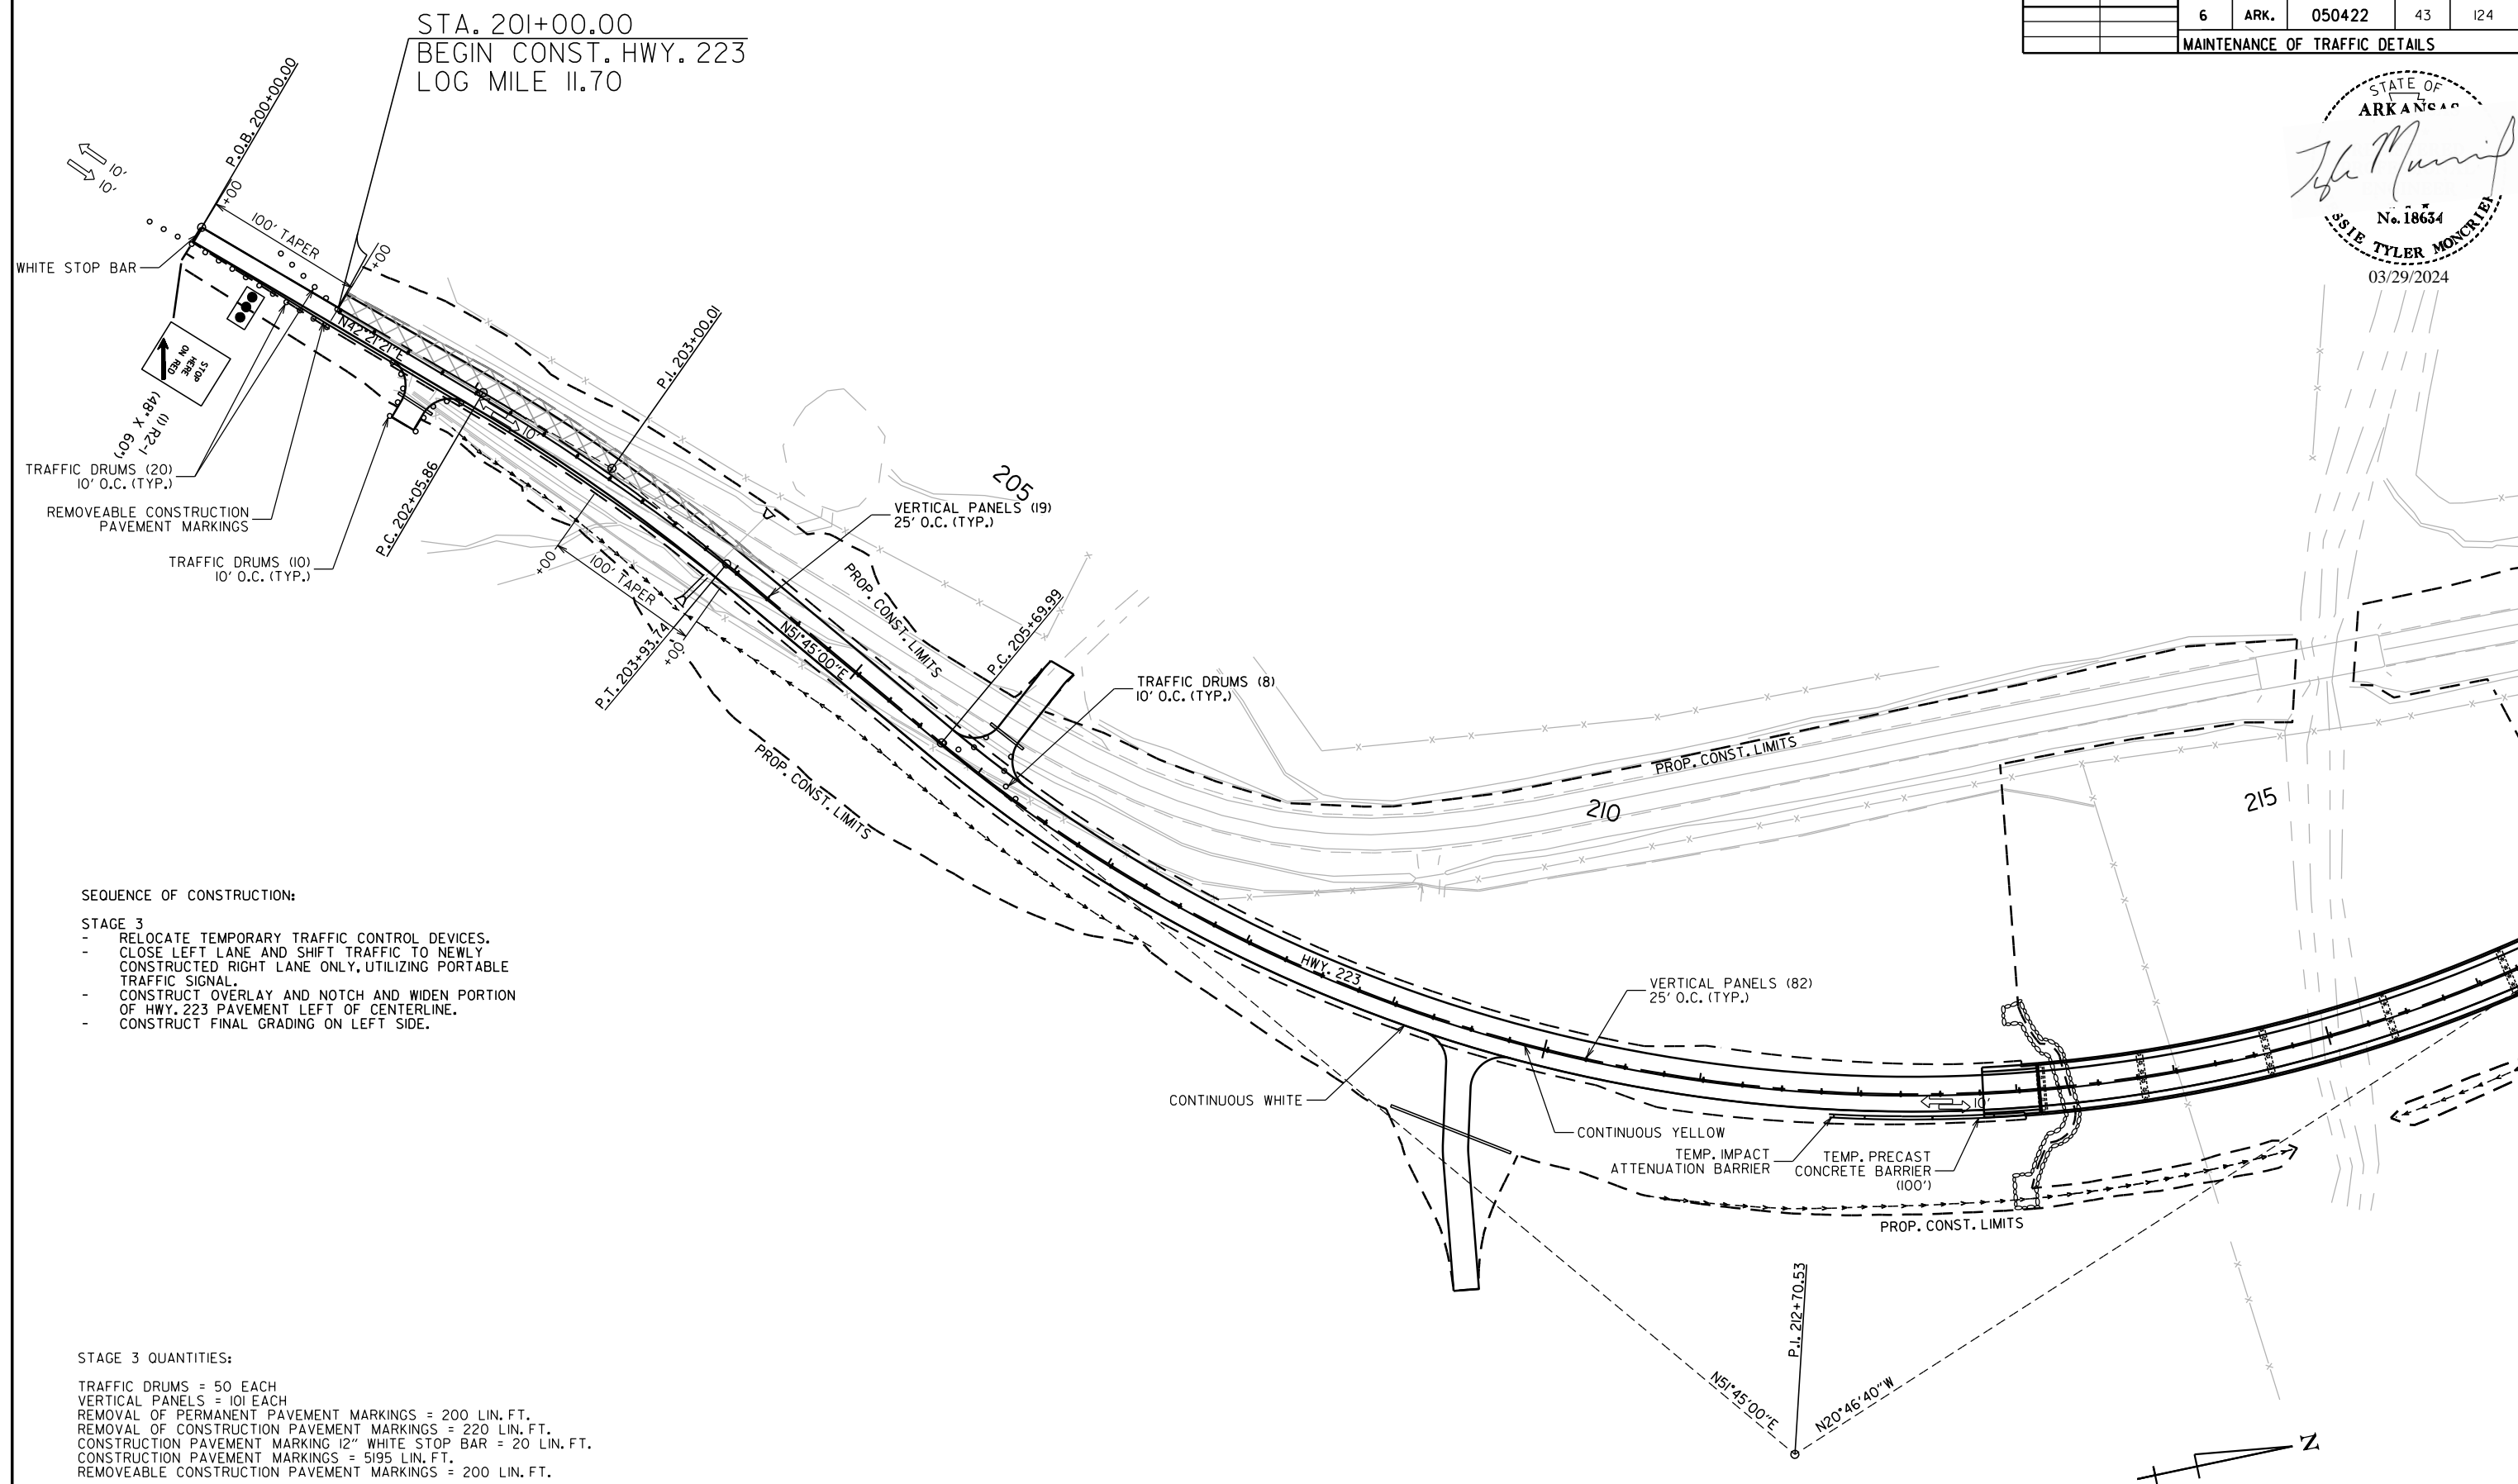 STA. 201+00.00
BEGIN CONST. HWY. 223
LOG MILE 11.70
6 ARK. 050422 43 124
MAINTENANCE OF TRAFFIC DETAILS
STATE OF
ARKANSAS
No. 18634
TYLER MONCRIEF
03/29/2024
P.O.B. 200+00.00
10'
10'
+00
100' TAPER
+00
WHITE STOP BAR
N42°21'21"E
STOP
HERE
ON RED
(1) R2-1
(48" X 60")
10'
P.I. 203+00.01
TRAFFIC DRUMS (20)
10' O.C. (TYP.)
REMOVEABLE CONSTRUCTION
PAVEMENT MARKINGS
TRAFFIC DRUMS (10)
10' O.C. (TYP.)
P.C. 202+05.86
205
VERTICAL PANELS (19)
25' O.C. (TYP.)
+00
100' TAPER
+00
P.T. 203+93.74
N51°45'00"E
PROP. CONST. LIMITS
P.C. 205+69.99
TRAFFIC DRUMS (8)
10' O.C. (TYP.)
PROP. CONST. LIMITS
PROP. CONST. LIMITS
210
215
SEQUENCE OF CONSTRUCTION:
STAGE 3
- RELOCATE TEMPORARY TRAFFIC CONTROL DEVICES.
- CLOSE LEFT LANE AND SHIFT TRAFFIC TO NEWLY
CONSTRUCTED RIGHT LANE ONLY, UTILIZING PORTABLE
TRAFFIC SIGNAL.
- CONSTRUCT OVERLAY AND NOTCH AND WIDEN PORTION
OF HWY. 223 PAVEMENT LEFT OF CENTERLINE.
- CONSTRUCT FINAL GRADING ON LEFT SIDE.
HWY. 223
VERTICAL PANELS (82)
25' O.C. (TYP.)
CONTINUOUS WHITE
10'
CONTINUOUS YELLOW
TEMP. IMPACT
ATTENUATION BARRIER
TEMP. PRECAST
CONCRETE BARRIER
(100')
PROP. CONST. LIMITS
P.I. 212+70.53
N51°45'00"E
N20°46'40"W
N
STAGE 3 QUANTITIES:
TRAFFIC DRUMS = 50 EACH
VERTICAL PANELS = 101 EACH
REMOVAL OF PERMANENT PAVEMENT MARKINGS = 200 LIN. FT.
REMOVAL OF CONSTRUCTION PAVEMENT MARKINGS = 220 LIN. FT.
CONSTRUCTION PAVEMENT MARKING 12" WHITE STOP BAR = 20 LIN. FT.
CONSTRUCTION PAVEMENT MARKINGS = 5195 LIN. FT.
REMOVEABLE CONSTRUCTION PAVEMENT MARKINGS = 200 LIN. FT.